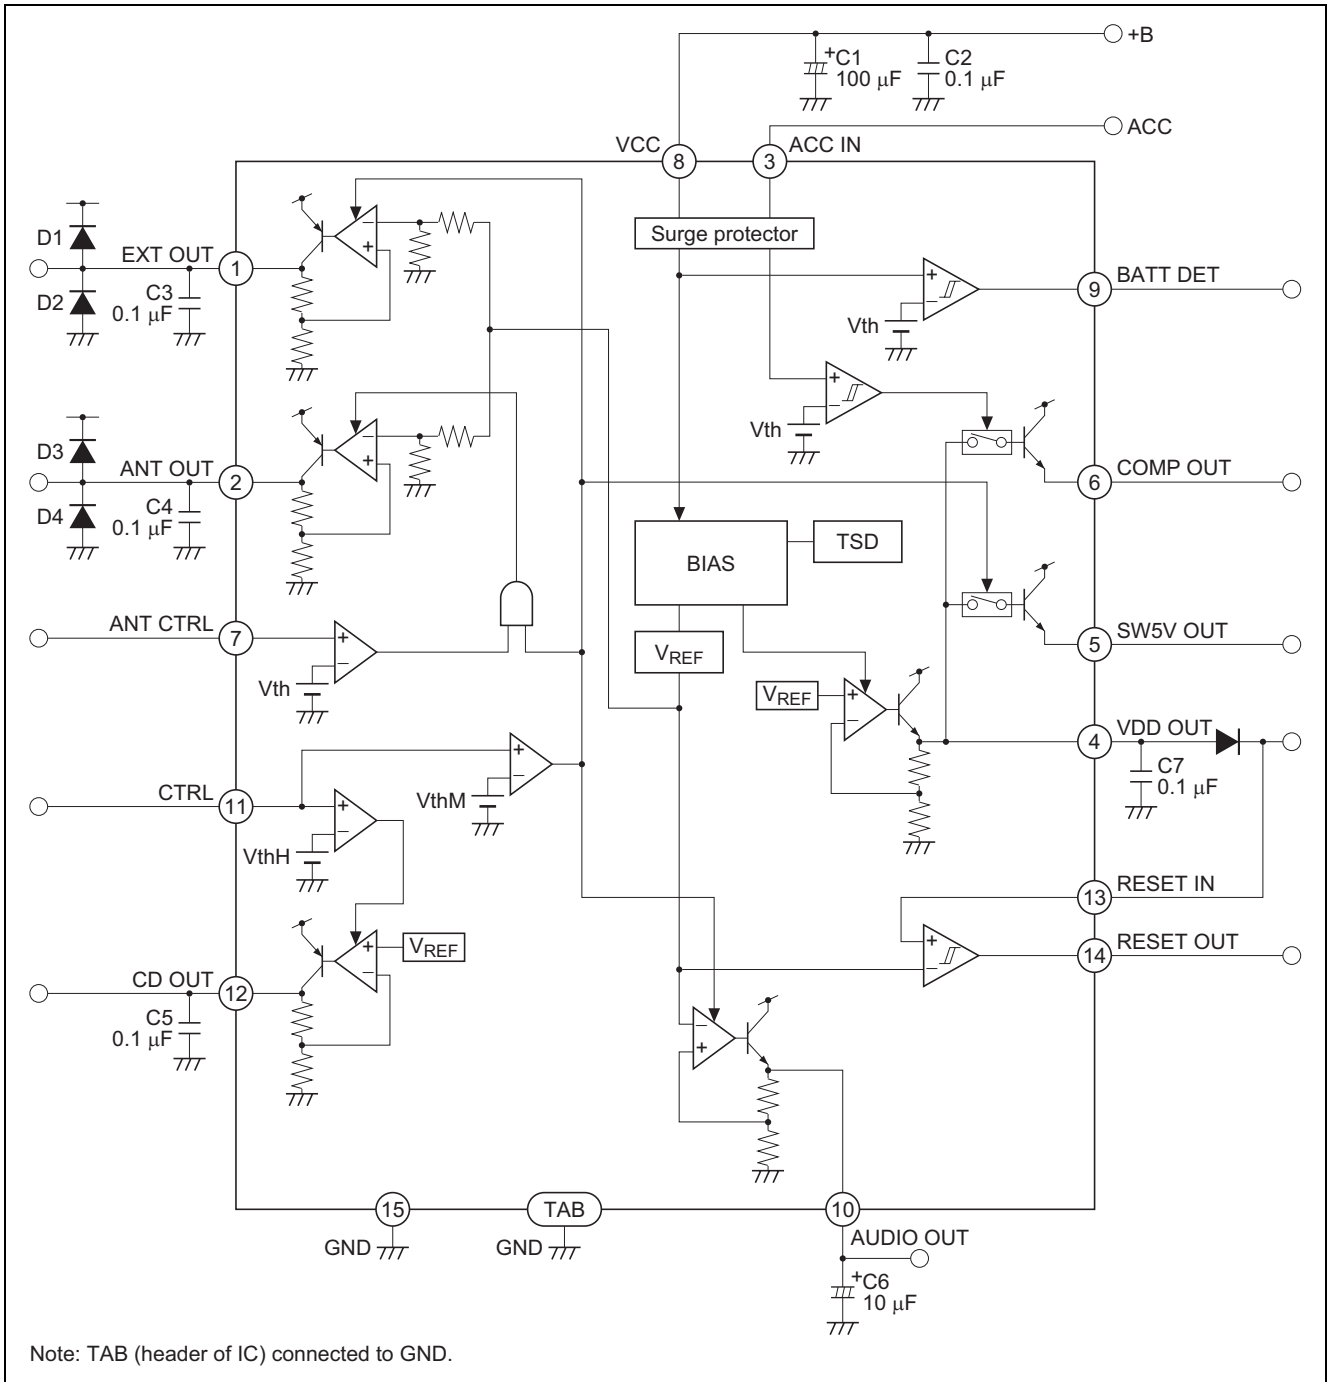 +B
+
C1
100 μF
C2
0.1 μF
ACC
VCC
8
3
ACC IN
Surge protector
D1
EXT OUT
1
−
+
D2
C3
0.1 μF
+
−
Vth
9
BATT DET
+
−
Vth
D3
ANT OUT
2
−
+
D4
C4
0.1 μF
6
COMP OUT
BIAS
TSD
ANT CTRL
7
+
−
Vth
VREF
5
SW5V OUT
VREF
+
−
4
VDD OUT
C7
0.1 μF
+
−
VthM
CTRL
11
+
−
VthH
13
RESET IN
+
−
14
RESET OUT
VREF
+
−
CD OUT
12
C5
0.1 μF
−
+
15
GND
TAB
GND
10
AUDIO OUT
+
C6
10 μF
Note: TAB (header of IC) connected to GND.